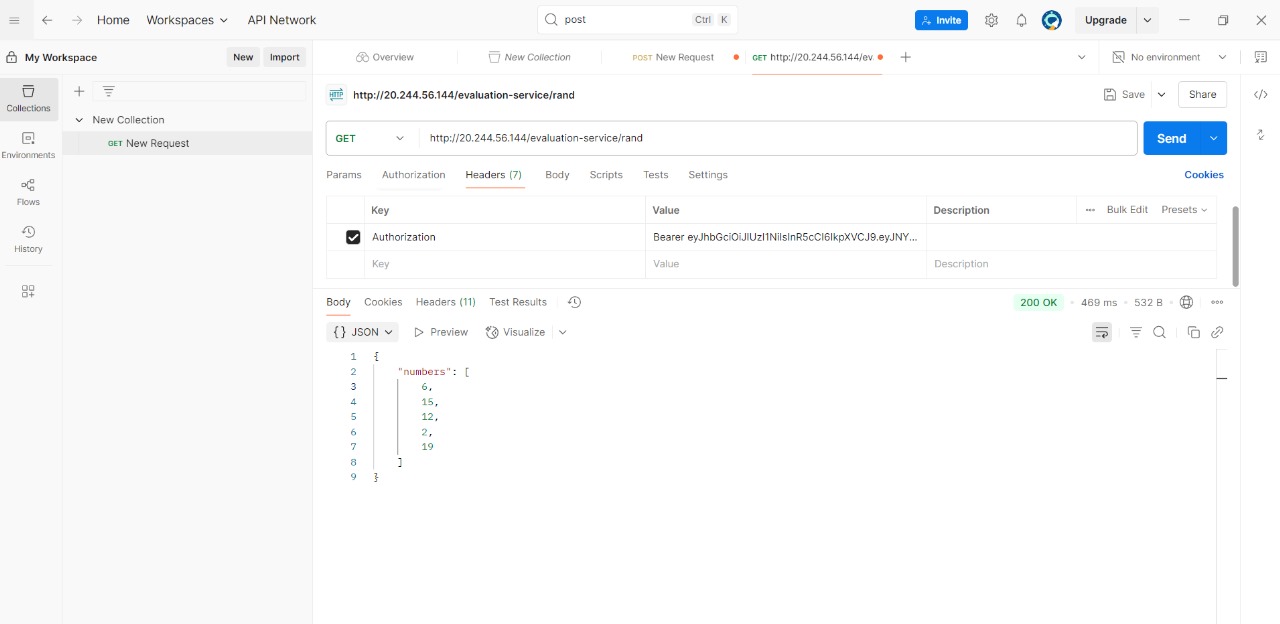 Home Workspaces API Network post Ctrl K Invite Upgrade
My Workspace New Import Overview New Collection POST New Request GET http://20.244.56.144/ev No environment
Collections
New Collection
GET New Request
Environments
Flows
History
HTTP http://20.244.56.144/evaluation-service/rand Save Share
GET http://20.244.56.144/evaluation-service/rand Send
Params Authorization Headers (7) Body Scripts Tests Settings Cookies
Key Value Description Bulk Edit Presets
Authorization Bearer eyJhbGciOiJIUzI1NiIsInR5cCI6IkpXVCJ9.eyJNY...
Key Value Description
Body Cookies Headers (11) Test Results 200 OK 469 ms 532 B
{} JSON Preview Visualize
1 {
2 "numbers": [
3 6,
4 15,
5 12,
6 2,
7 19
8 ]
9 }